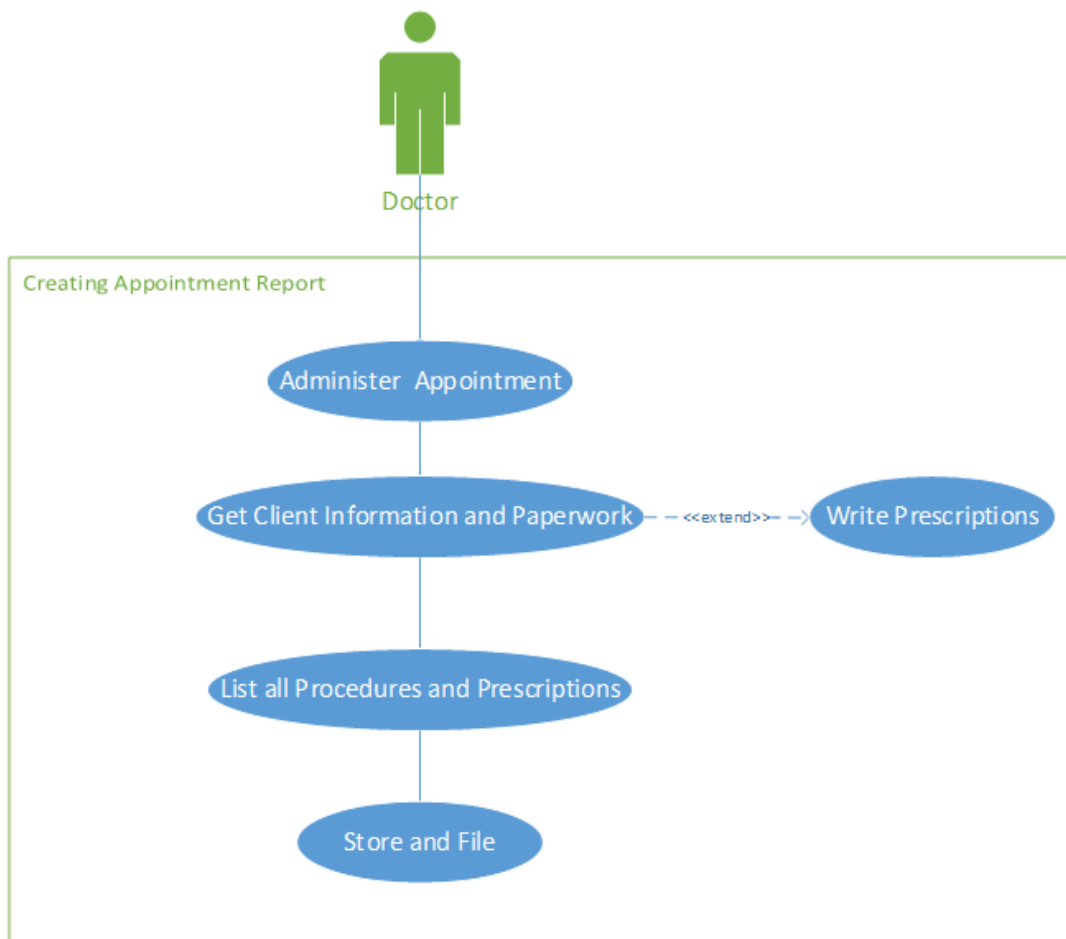 Doctor
Creating Appointment Report
Administer  Appointment
Get Client Information and Paperwork
<<extend>>
Write Prescriptions
List all Procedures and Prescriptions
Store and File